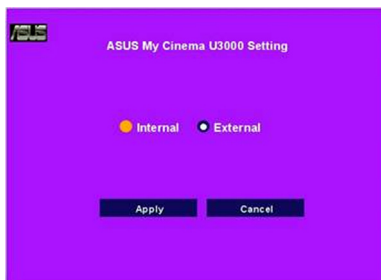 ASUS
ASUS My Cinema U3000 Setting
Internal External
Apply Cancel